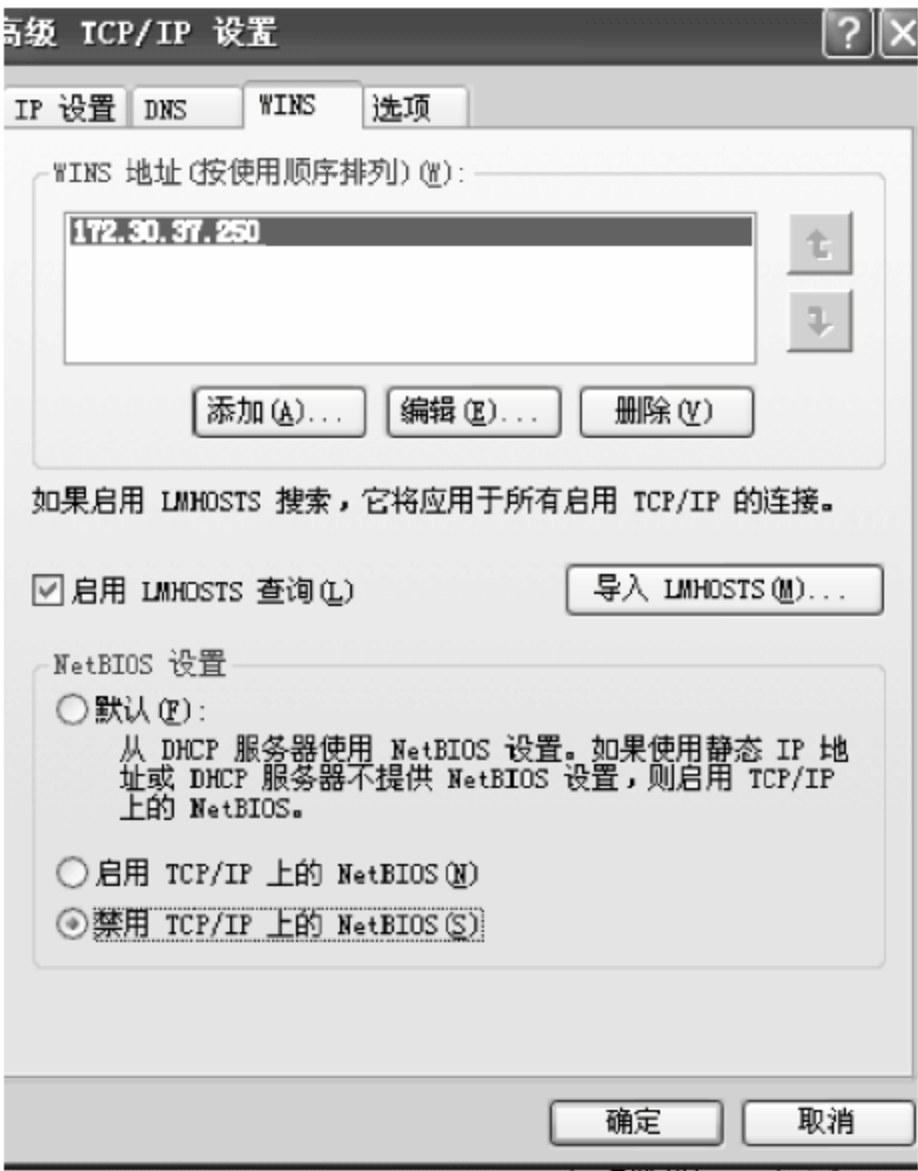 高级 TCP/IP 设置
IP 设置 DNS WINS 选项
WINS 地址(按使用顺序排列)(W):
172.30.37.250
添加(A)... 编辑(E)... 删除(V)
如果启用 LMHOSTS 搜索，它将应用于所有启用 TCP/IP 的连接。
启用 LMHOSTS 查询(L) 导入 LMHOSTS(M)...
NetBIOS 设置
默认(F):
从 DHCP 服务器使用 NetBIOS 设置。如果使用静态 IP 地
址或 DHCP 服务器不提供 NetBIOS 设置，则启用 TCP/IP
上的 NetBIOS。
启用 TCP/IP 上的 NetBIOS(N)
禁用 TCP/IP 上的 NetBIOS(S)
确定 取消